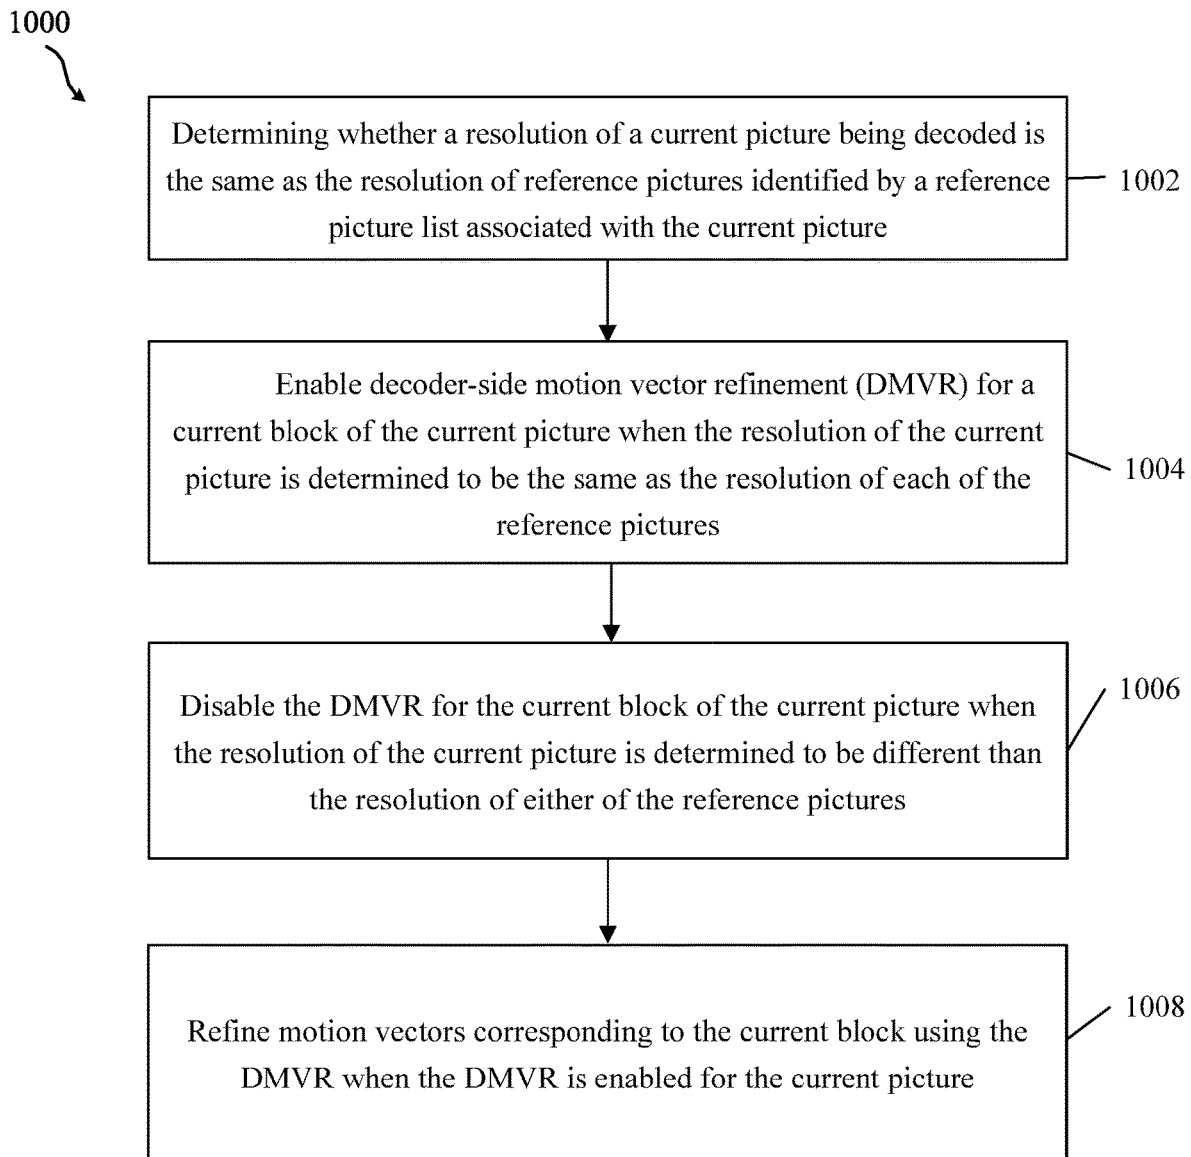 1000
Determining whether a resolution of a current picture being decoded is
the same as the resolution of reference pictures identified by a reference
picture list associated with the current picture
1002
Enable decoder-side motion vector refinement (DMVR) for a
current block of the current picture when the resolution of the current
picture is determined to be the same as the resolution of each of the
reference pictures
1004
Disable the DMVR for the current block of the current picture when
the resolution of the current picture is determined to be different than
the resolution of either of the reference pictures
1006
Refine motion vectors corresponding to the current block using the
DMVR when the DMVR is enabled for the current picture
1008